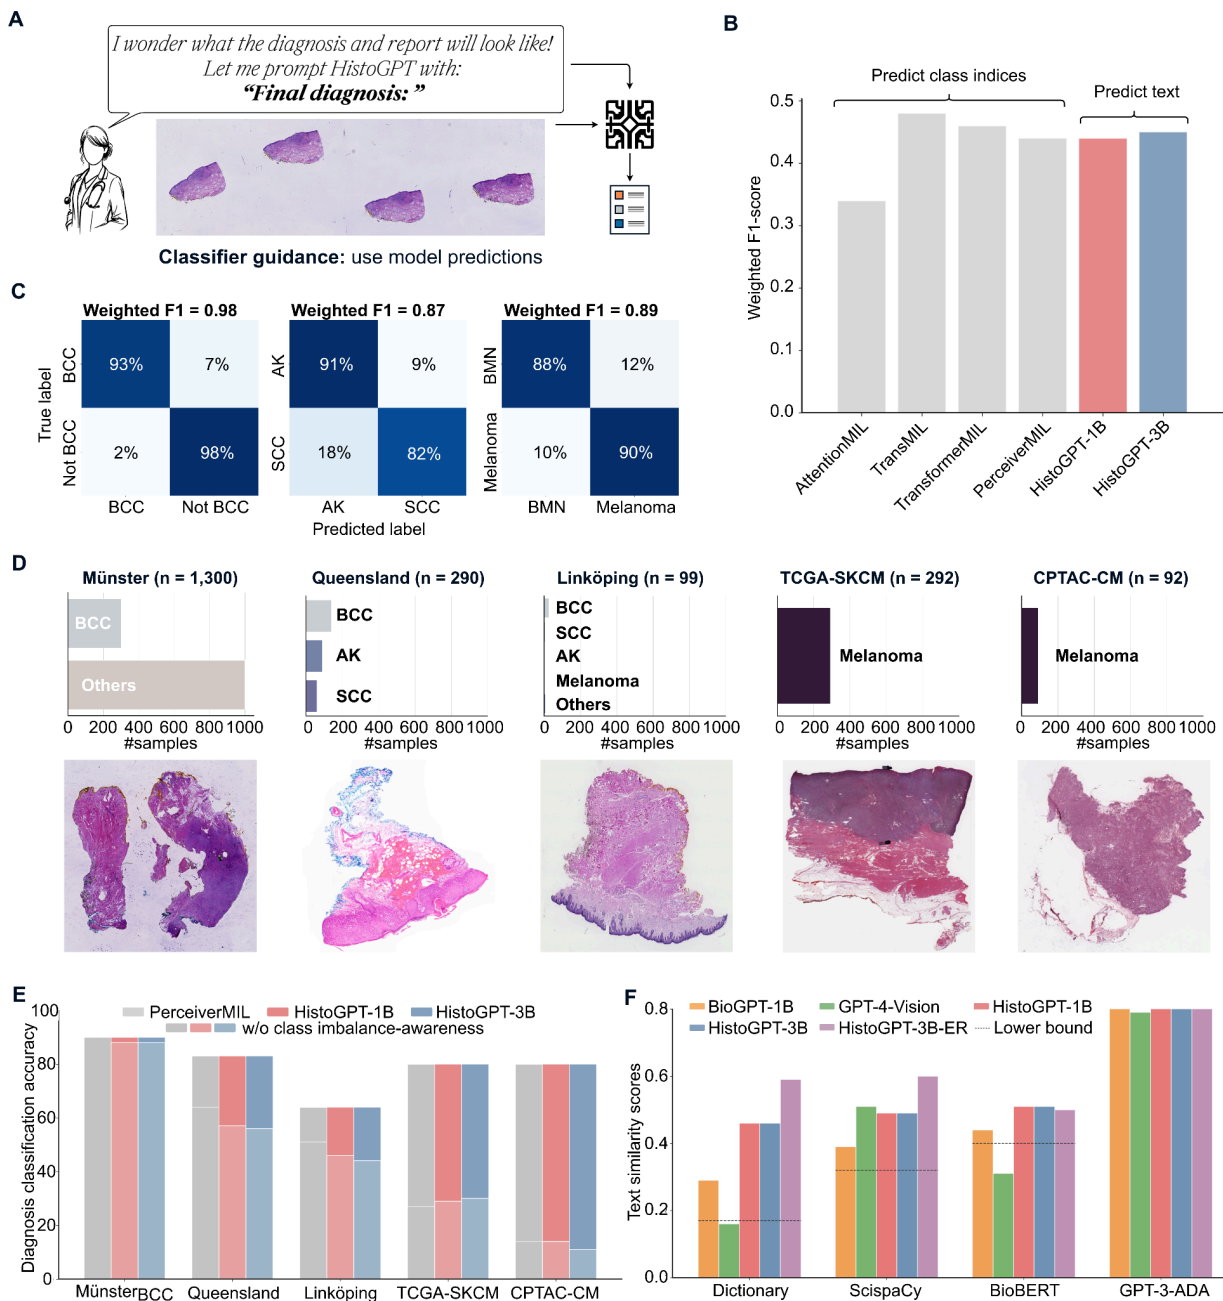 A
I wonder what the diagnosis and report will look like!
Let me prompt HistoGPT with:
“Final diagnosis: ”
Classifier guidance: use model predictions
B
Predict class indices
Predict text
Weighted F1-score
0.5
0.4
0.3
0.2
0.1
0.0
AttentionMIL
TransMIL
TransformerMIL
PerceiverMIL
HistoGPT-1B
HistoGPT-3B
C
Weighted F1 = 0.98
Weighted F1 = 0.87
Weighted F1 = 0.89
True label
BCC
93%
7%
AK
91%
9%
BMN
88%
12%
Not BCC
2%
98%
SCC
18%
82%
Melanoma
10%
90%
BCC
Not BCC
AK
SCC
BMN
Melanoma
Predicted label
D
Münster (n = 1,300)
BCC
Others
0 200 400 600 800 1000
#samples
Queensland (n = 290)
BCC
AK
SCC
0 200 400 600 800 1000
#samples
Linköping (n = 99)
BCC
SCC
AK
Melanoma
Others
0 200 400 600 800 1000
#samples
TCGA-SKCM (n = 292)
Melanoma
0 200 400 600 800 1000
#samples
CPTAC-CM (n = 92)
Melanoma
0 200 400 600 800 1000
#samples
E
Diagnosis classification accuracy
100
80
60
40
20
0
PerceiverMIL
HistoGPT-1B
HistoGPT-3B
w/o class imbalance-awareness
MünsterBCC
Queensland
Linköping
TCGA-SKCM
CPTAC-CM
F
Text similarity scores
0.8
0.6
0.4
0.2
0.0
BioGPT-1B
GPT-4-Vision
HistoGPT-1B
HistoGPT-3B
HistoGPT-3B-ER
Lower bound
Dictionary
ScispaCy
BioBERT
GPT-3-ADA